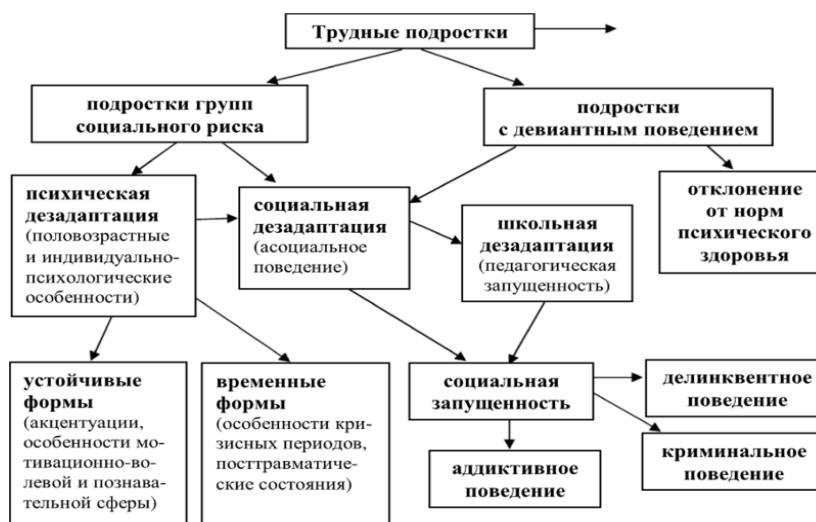 Трудные подростки
подростки групп
социального риска
подростки
с девиантным поведением
психическая
дезадаптация
(половозрастные
и индивидуально-
психологические
особенности)
социальная
дезадаптация
(асоциальное
поведение)
школьная
дезадаптация
(педагогическая
запущенность)
отклонение
от норм
психического
здоровья
устойчивые
формы
(акцентуации,
особенности мо-
тивационно-во-
левой и познава-
тельной сферы)
временные
формы
(особенности кри-
зисных периодов,
посттравматиче-
ские состояния)
социальная
запущенность
делинквентное
поведение
аддиктивное
поведение
криминальное
поведение